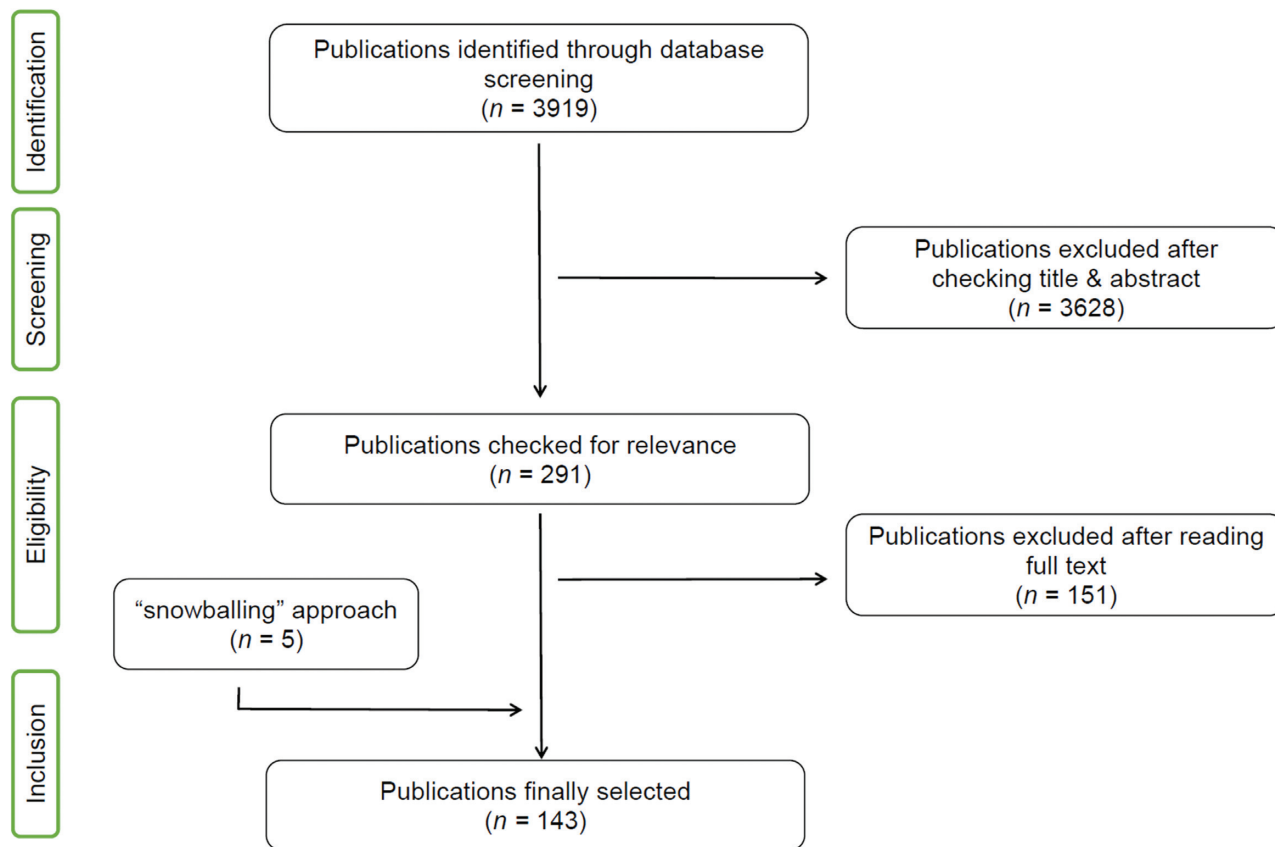 Identification
Publications identified through database
screening
(n = 3919)
Screening
Publications excluded after
checking title & abstract
(n = 3628)
Eligibility
Publications checked for relevance
(n = 291)
Publications excluded after reading
full text
(n = 151)
“snowballing” approach
(n = 5)
Inclusion
Publications finally selected
(n = 143)